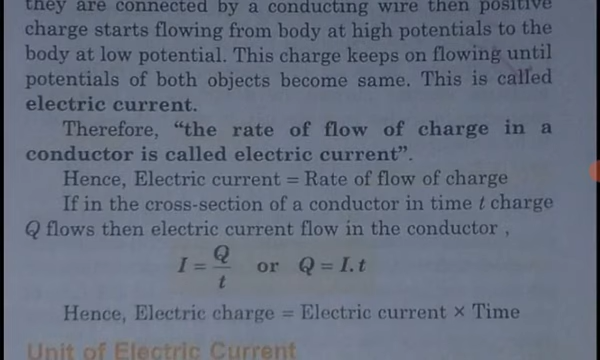 they are connected by a conducting wire then positive
charge starts flowing from body at high potentials to the
body at low potential. This charge keeps on flowing until
potentials of both objects become same. This is called
electric current.
Therefore, “the rate of flow of charge in a
conductor is called electric current”.
Hence, Electric current = Rate of flow of charge
If in the cross-section of a conductor in time t charge
Q flows then electric current flow in the conductor ,
I = Q/t or Q = I. t
Hence, Electric charge = Electric current × Time
Unit of Electric Current